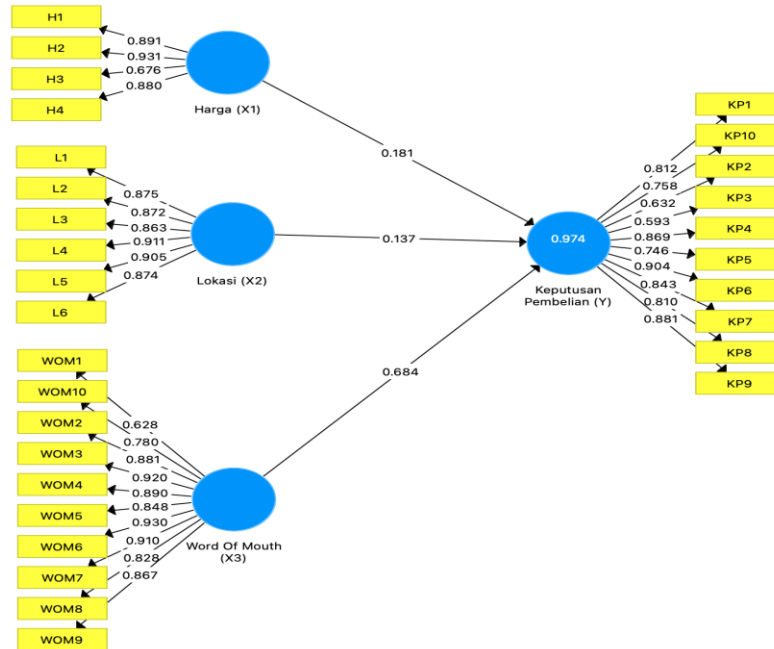 H1
H2
H3
H4
0.891
0.931
0.676
0.880
Harga (X1)
L1
L2
L3
L4
L5
L6
0.875
0.872
0.863
0.911
0.905
0.874
Lokasi (X2)
WOM1
WOM10
WOM2
WOM3
WOM4
WOM5
WOM6
WOM7
WOM8
WOM9
0.628
0.780
0.881
0.920
0.890
0.848
0.930
0.910
0.828
0.867
Word Of Mouth
(X3)
0.181
0.137
0.684
0.974
Keputusan
Pembelian (Y)
0.812
0.758
0.632
0.593
0.869
0.746
0.904
0.843
0.810
0.881
KP1
KP10
KP2
KP3
KP4
KP5
KP6
KP7
KP8
KP9